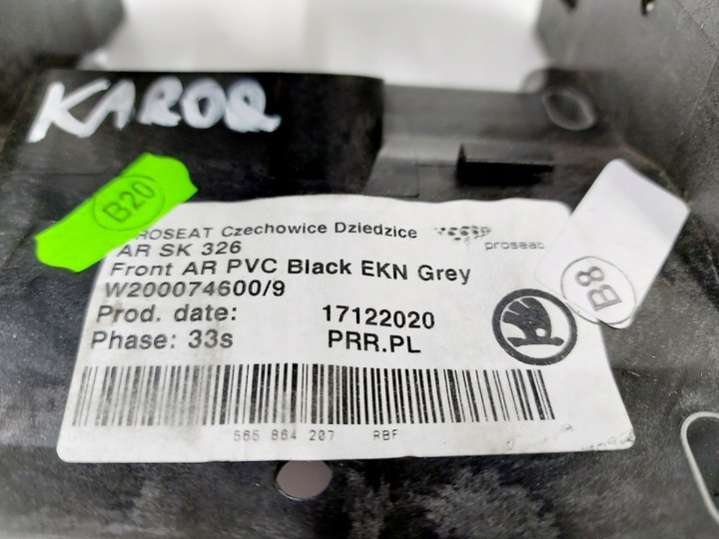 KAROQ
B20
PROSEAT Czechowice Dziedzice
proseat
AR SK 326
Front AR PVC Black EKN Grey
W200074600/9
Prod. date: 17122020
Phase: 33s PRR.PL
B8
565 864 207 RBF